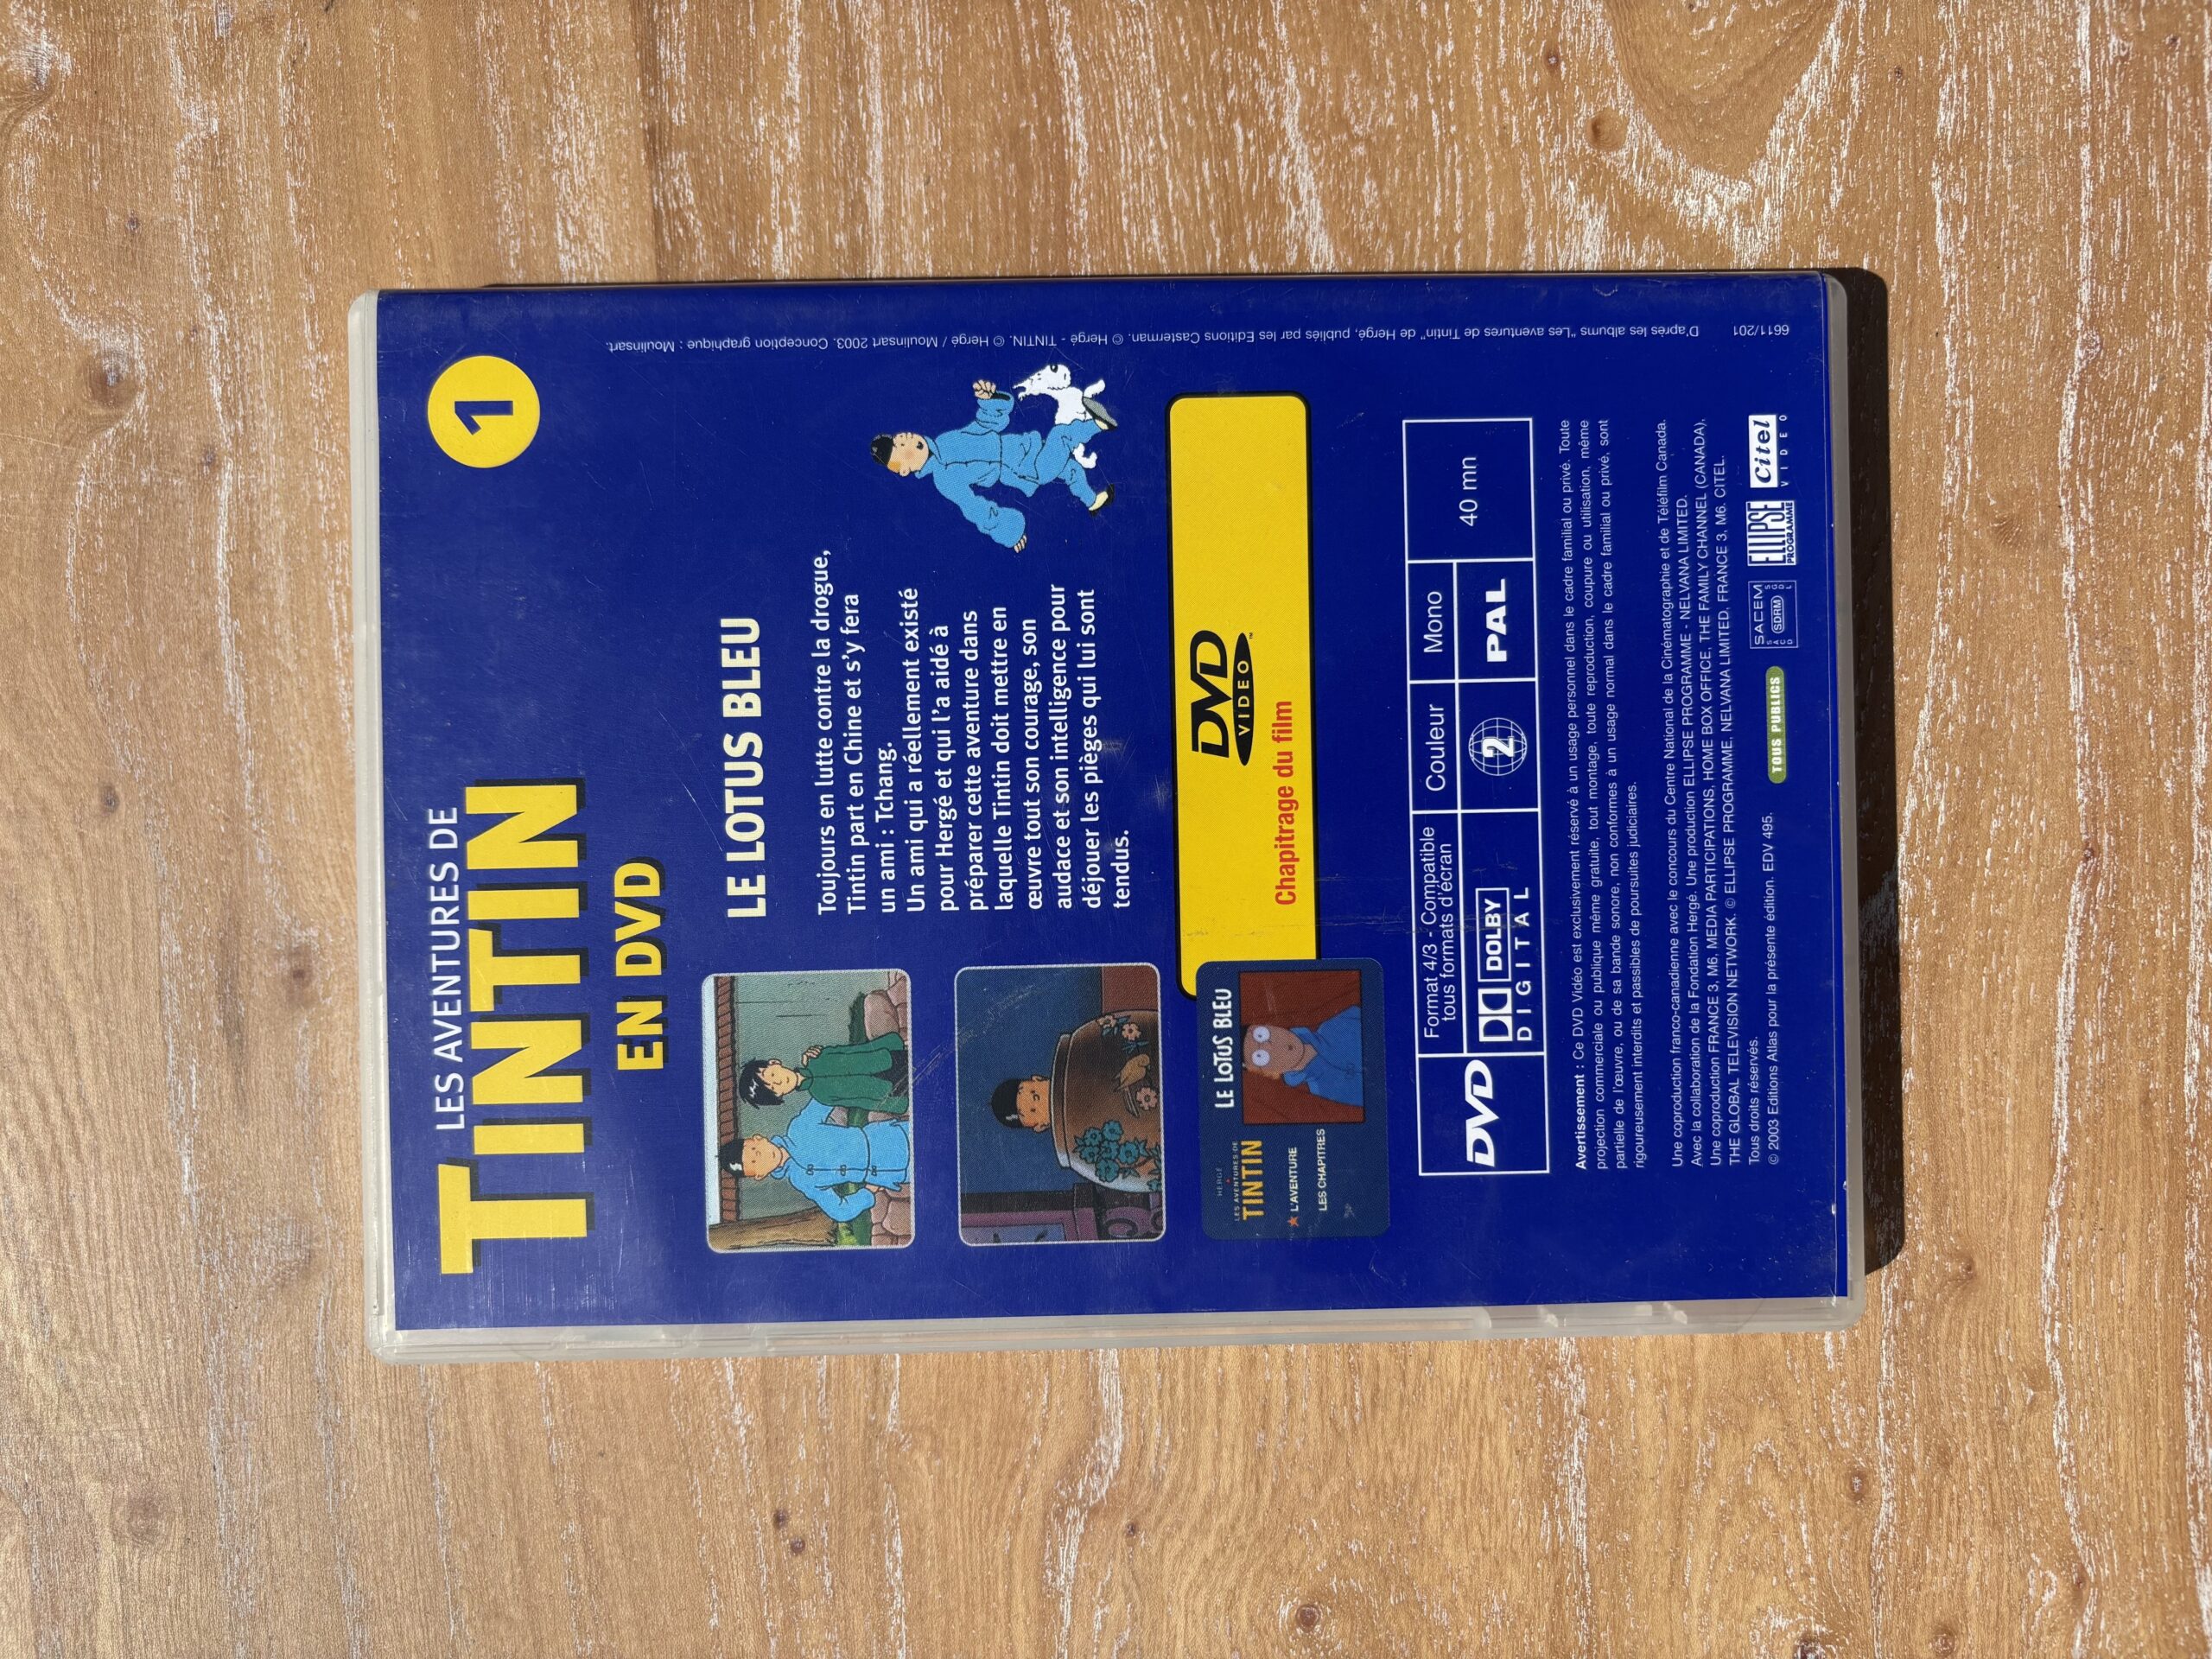 LES AVENTURES DE
TINTIN
EN DVD
1
LE LOTUS BLEU
Toujours en lutte contre la drogue,
Tintin part en Chine et s'y fera
un ami : Tchang.
Un ami qui a réellement existé
pour Hergé et qui l'a aidé à
préparer cette aventure dans
laquelle Tintin doit mettre en
œuvre tout son courage, son
audace et son intelligence pour
déjouer les pièges qui lui sont
tendus.
HERGÉ
LES AVENTURES DE
TINTIN
LE LOTUS BLEU
L'AVENTURE
LES CHAPITRES
DVD
VIDEO
Chapitrage du film
DVD
Format 4/3 - Compatible
tous formats d'écran
Couleur
Mono
40 mn
DOLBY
DIGITAL
2
PAL
Avertissement : Ce DVD Vidéo est exclusivement réservé à un usage personnel dans le cadre familial ou privé. Toute
projection commerciale ou publique même gratuite, tout montage, toute reproduction, coupure ou utilisation, même
partielle de l'œuvre, ou de sa bande sonore, non conformes à un usage normal dans le cadre familial ou privé, sont
rigoureusement interdits et passibles de poursuites judiciaires.
Une coproduction franco-canadienne avec le concours du Centre National de la Cinématographie et de Téléfilm Canada.
Avec la collaboration de la Fondation Hergé. Une production ELLIPSE PROGRAMME - NELVANA LIMITED.
Une coproduction FRANCE 3, M6, MEDIA PARTICIPATIONS, HOME BOX OFFICE, THE FAMILY CHANNEL (CANADA),
THE GLOBAL TELEVISION NETWORK. © ELLIPSE PROGRAMME, NELVANA LIMITED, FRANCE 3, M6. CITEL.
Tous droits réservés.
© 2003 Editions Atlas pour la présente édition. EDV 495.
TOUS PUBLICS
SACEM
SDRM
SACD
SGDL
ELLIPSE
PROGRAMME
Citel
VIDEO
D'après les albums "Les aventures de Tintin" de Hergé, publiés par les Editions Casterman. © Hergé - TINTIN. © Hergé / Moulinsart 2003. Conception graphique : Moulinsart.
6611/201